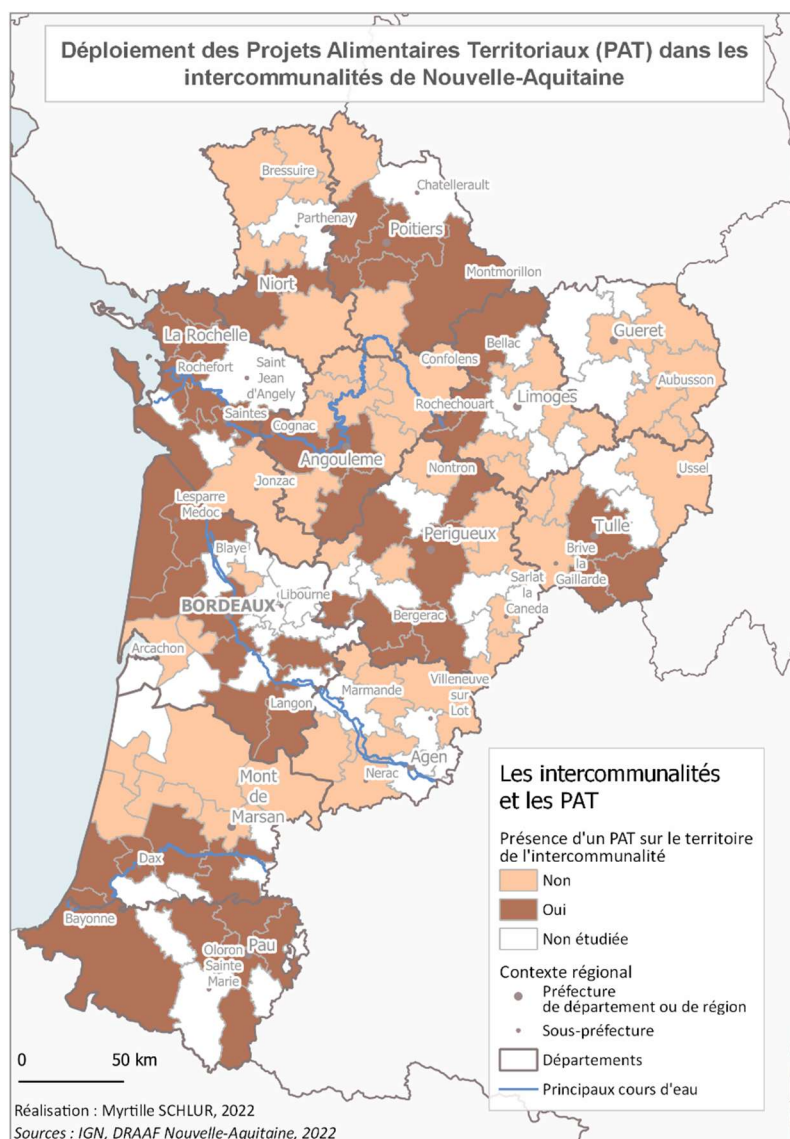 Déploiement des Projets Alimentaires Territoriaux (PAT) dans les
intercommunalités de Nouvelle-Aquitaine
Bressuire
Chatellerault
Parthenay
Poitiers
Montmorillon
Niort
La Rochelle
Bellac
Gueret
Rochefort
Saint
Jean
d'Angely
Confolens
Aubusson
Limoges
Saintes
Rochechouart
Cognac
Angouleme
Nontron
Ussel
Jonzac
Lesparre
Medoc
Perigueux
Tulle
Blaye
Brive
la
Gaillarde
Libourne
Sarlat
la
Caneda
BORDEAUX
Bergerac
Arcachon
Marmande
Villeneuve
sur
Lot
Langon
Agen
Nerac
Mont
de
Marsan
Dax
Bayonne
Oloron
Sainte
Marie
Pau
Les intercommunalités
et les PAT
Présence d'un PAT sur le territoire
de l'intercommunalité
Non
Oui
Non étudiée
Contexte régional
Préfecture
de département ou de région
Sous-préfecture
Départements
Principaux cours d'eau
0 50 km
Réalisation : Myrtille SCHLUR, 2022
Sources : IGN, DRAAF Nouvelle-Aquitaine, 2022